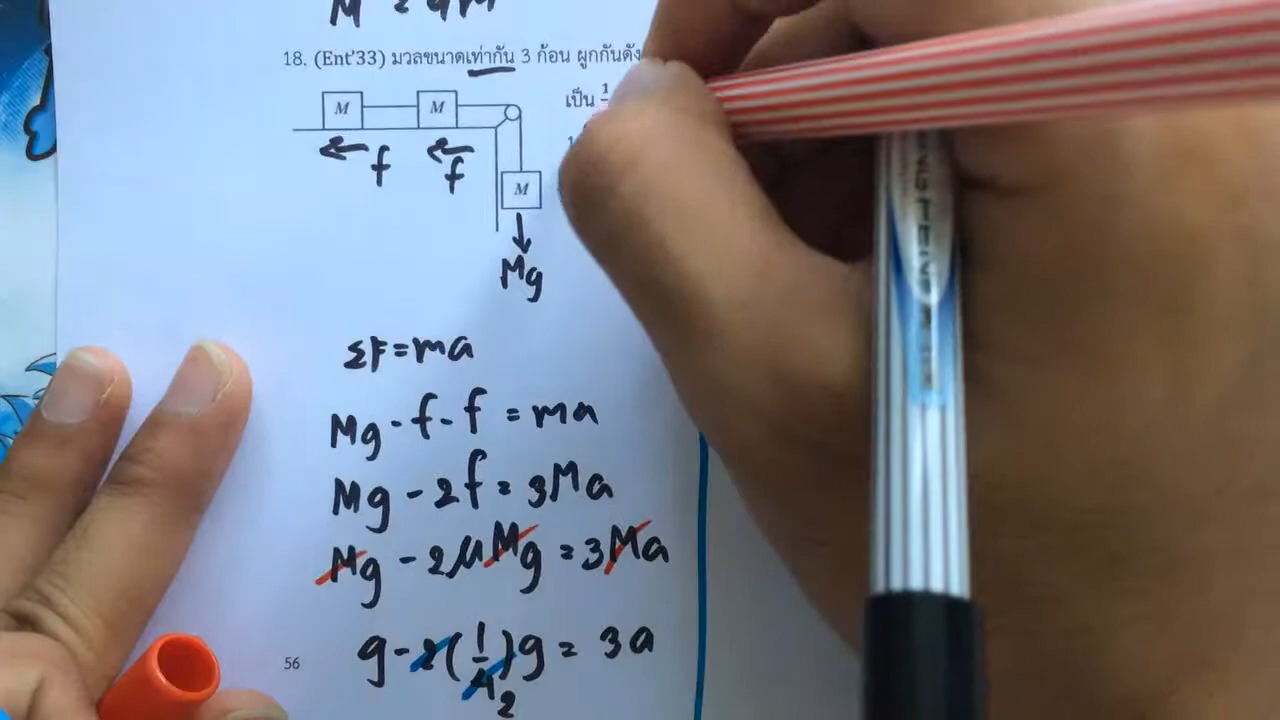 18. (Ent'33) มวลขนาดเท่ากัน 3 ก้อน ผูกกันดัง
เป็น 1
M M
f f
M
Mg
ΣF=ma
Mg - f - f = ma
Mg - 2f = 3Ma
Mg - 2μMg = 3Ma
g - 2(1/4)g = 3a
2
56